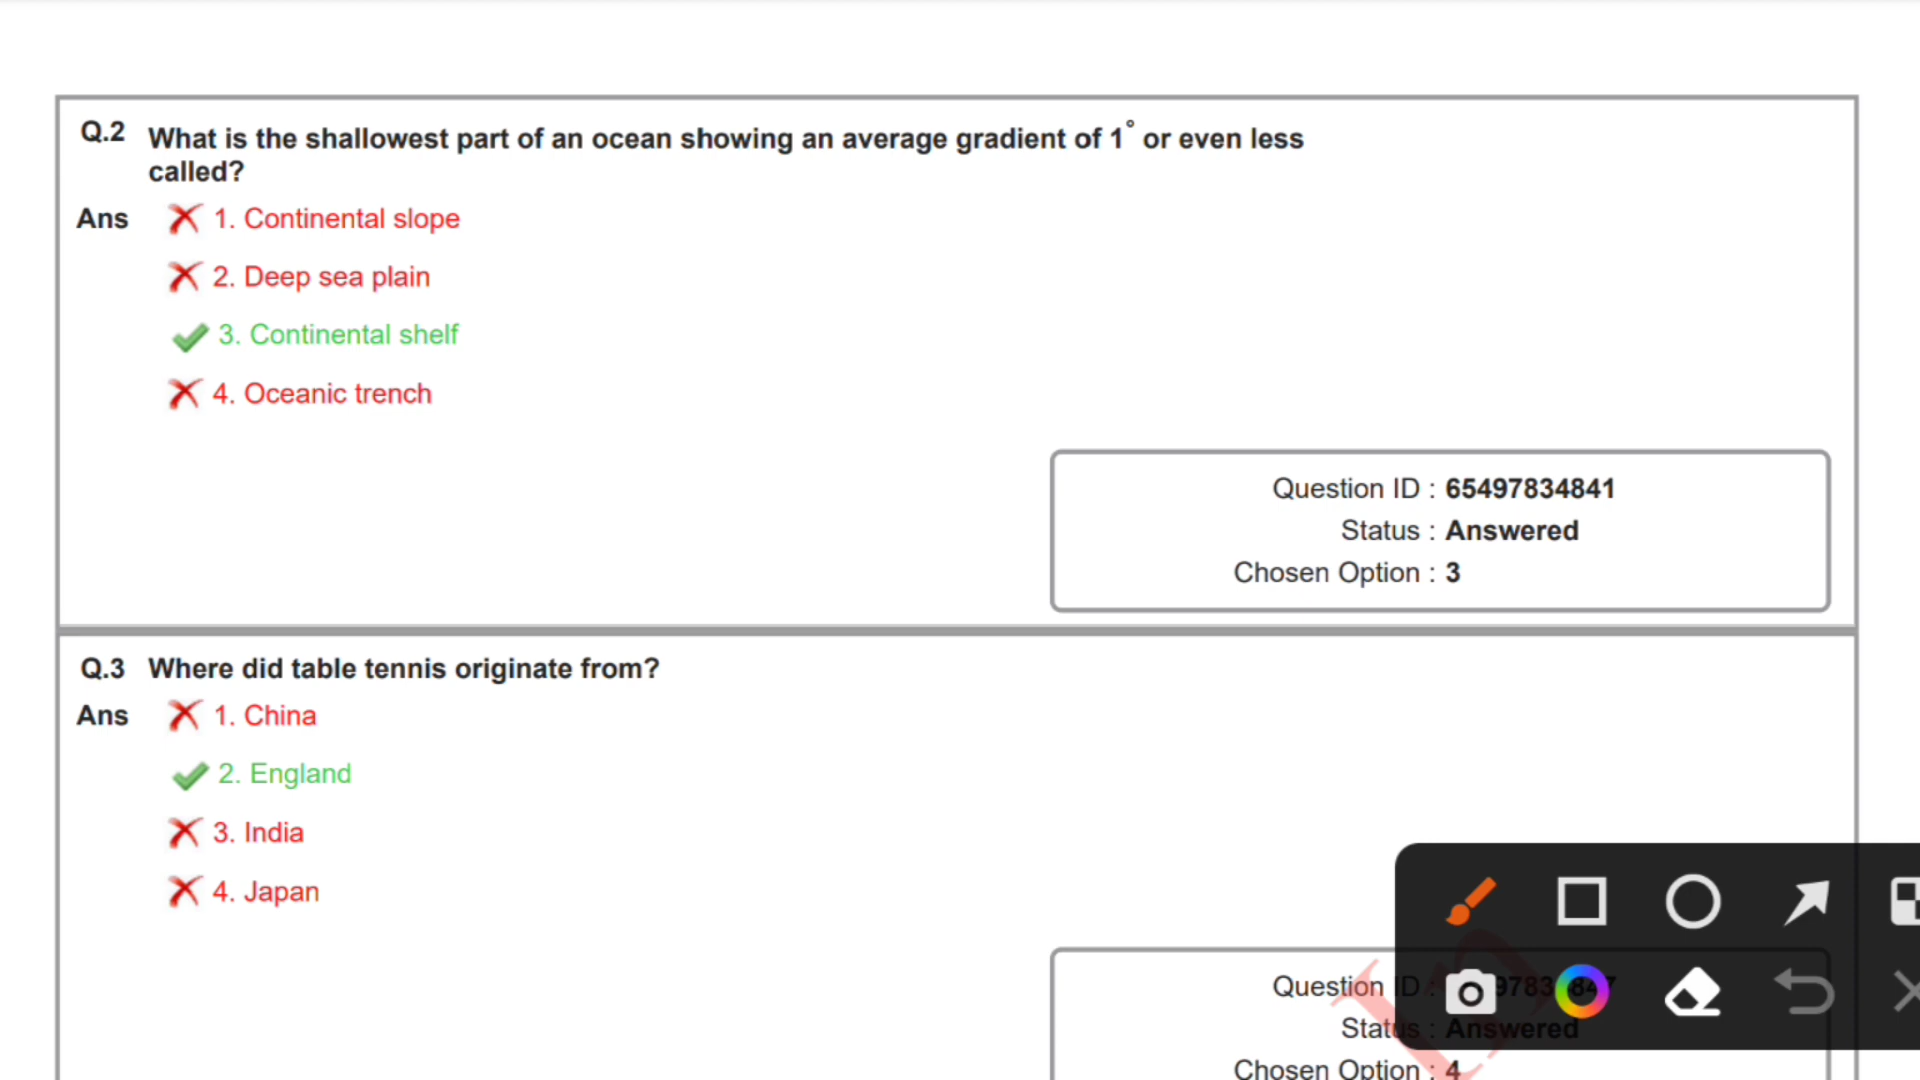 Q.2 What is the shallowest part of an ocean showing an average gradient of 1° or even less
called?
Ans 1. Continental slope
2. Deep sea plain
3. Continental shelf
4. Oceanic trench
Question ID : 65497834841
Status : Answered
Chosen Option : 3
Q.3 Where did table tennis originate from?
Ans 1. China
2. England
3. India
4. Japan
Question ID :
Status : Answered
Chosen Option : 4